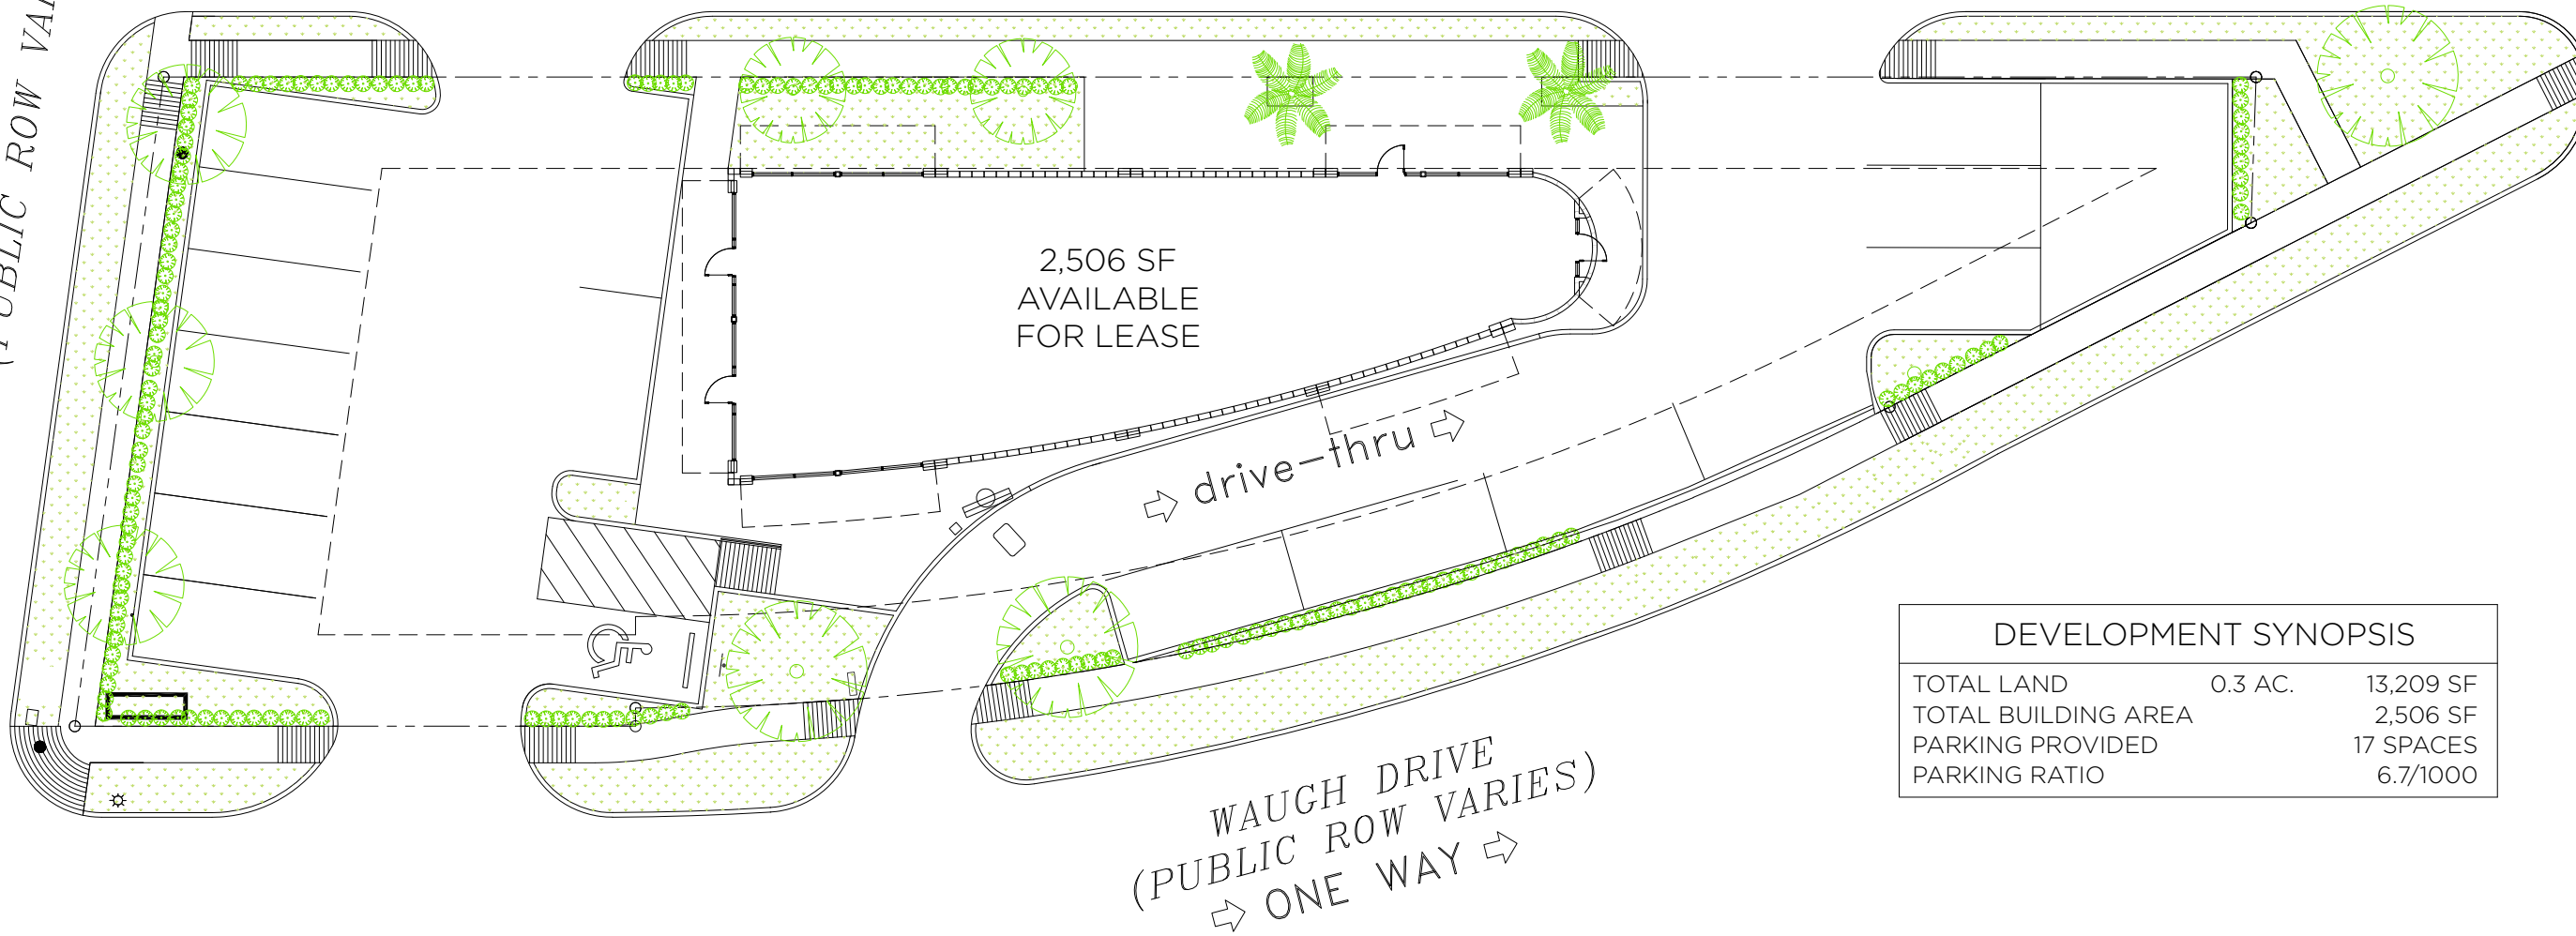 (PUBLIC ROW
2,506 SF
AVAILABLE
FOR LEASE
drive-thru
WAUGH DRIVE
(PUBLIC ROW VARIES)
ONE WAY
DEVELOPMENT SYNOPSIS
TOTAL LAND 0.3 AC. 13,209 SF
TOTAL BUILDING AREA 2,506 SF
PARKING PROVIDED 17 SPACES
PARKING RATIO 6.7/1000